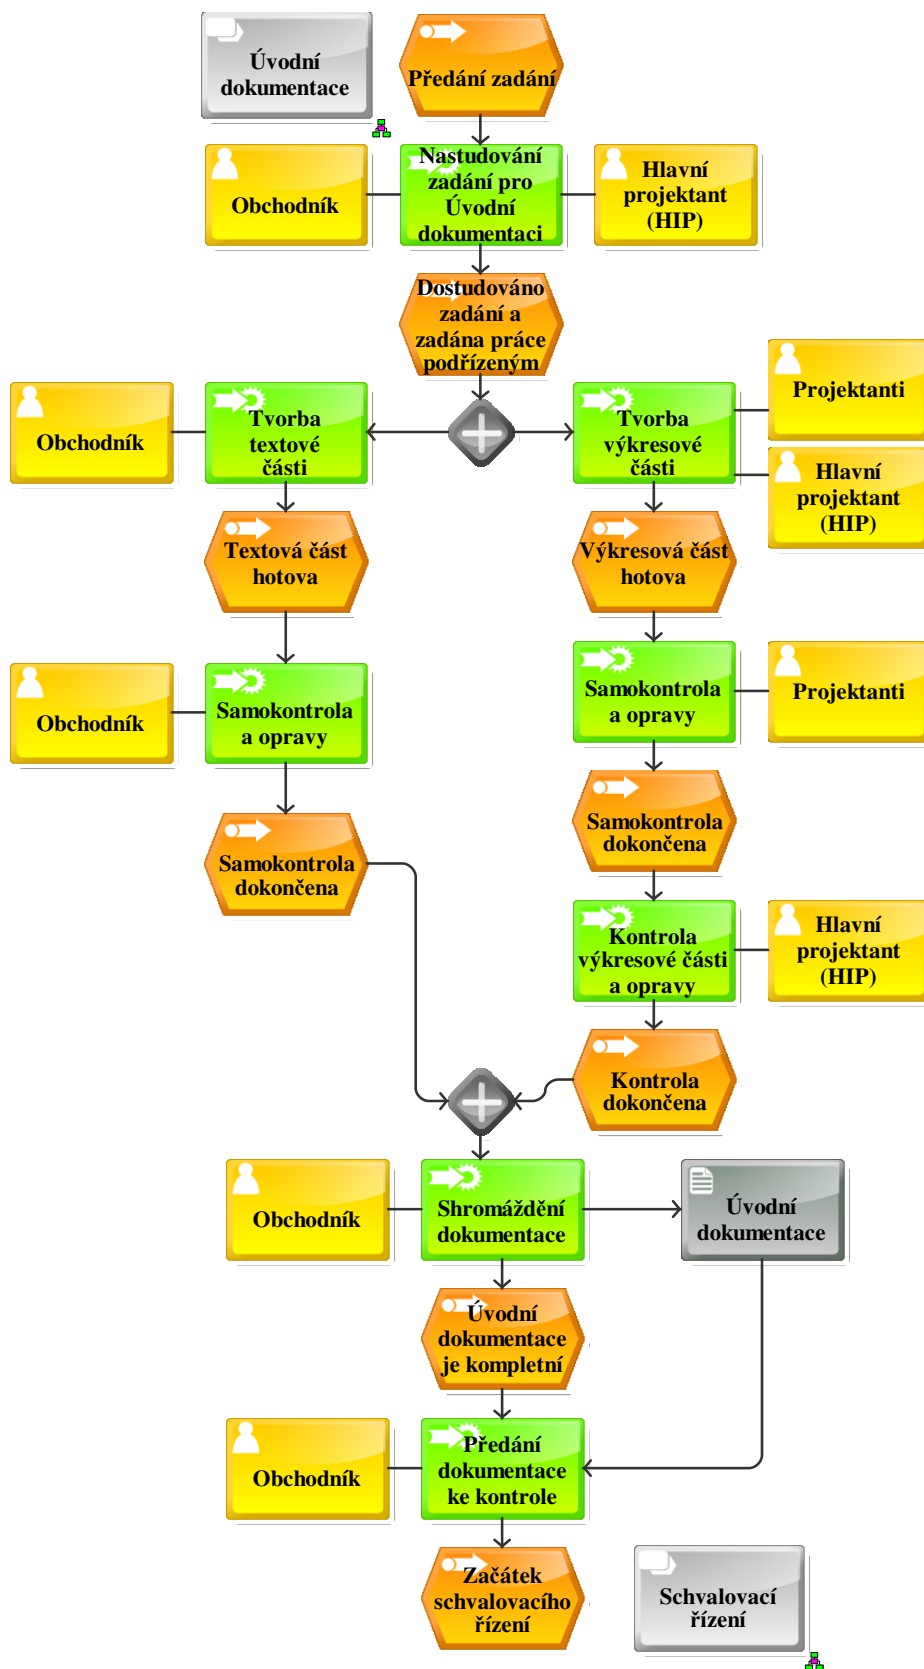 Úvodní
dokumentace
Předání zadání
Obchodník
Nastudování
zadání pro
Úvodní
dokumentaci
Hlavní
projektant
(HIP)
Dostudováno
zadání a
zadána práce
podřízeným
Obchodník
Tvorba
textové
části
Tvorba
výkresové
části
Projektanti
Hlavní
projektant
(HIP)
Textová část
hotova
Výkresová část
hotova
Obchodník
Samokontrola
a opravy
Samokontrola
a opravy
Projektanti
Samokontrola
dokončena
Samokontrola
dokončena
Kontrola
výkresové části
a opravy
Hlavní
projektant
(HIP)
Kontrola
dokončena
Obchodník
Shromáždění
dokumentace
Úvodní
dokumentace
Úvodní
dokumentace
je kompletní
Obchodník
Předání
dokumentace
ke kontrole
Začátek
schvalovacího
řízení
Schvalovací
řízení